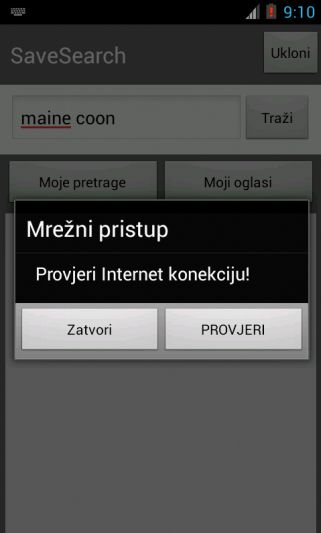 9:10
SaveSearch
Ukloni
maine coon
Traži
Moje pretrage
Moji oglasi
Mrežni pristup
Provjeri Internet konekciju!
Zatvori
PROVJERI